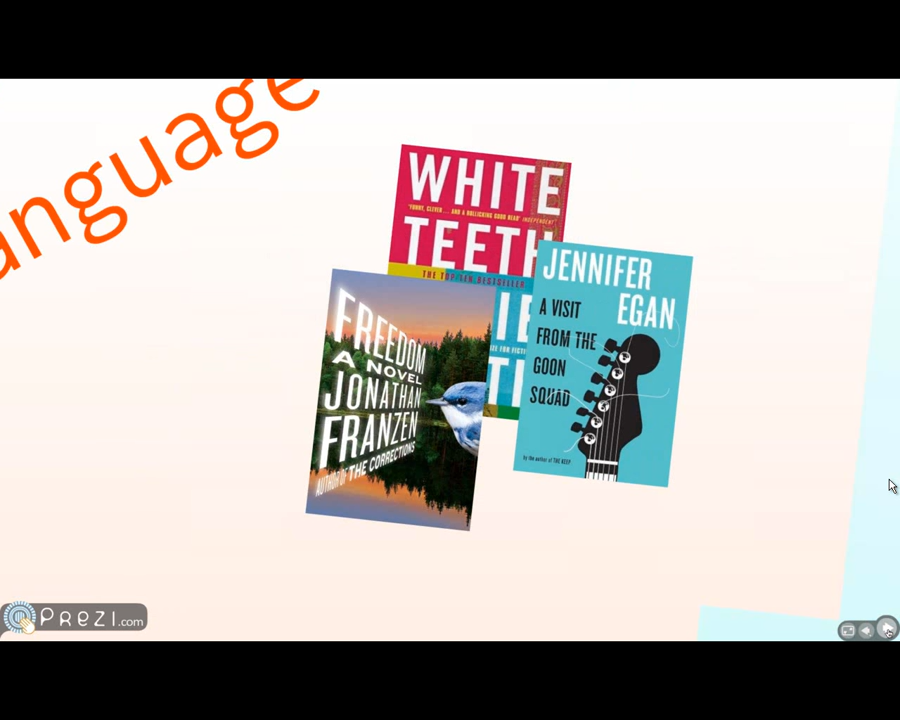 anguage
WHITE
'FUNNY, CLEVER ... AND A ROLLICKING GOOD READ' INDEPENDENT
TEETH
THE TOP TEN BESTSELLER
JENNIFER
EGAN
A VISIT
FROM THE
GOON
SQUAD
by the author of THE KEEP
FREEDOM
A NOVEL
JONATHAN
FRANZEN
AUTHOR OF THE CORRECTIONS
Prezi.com